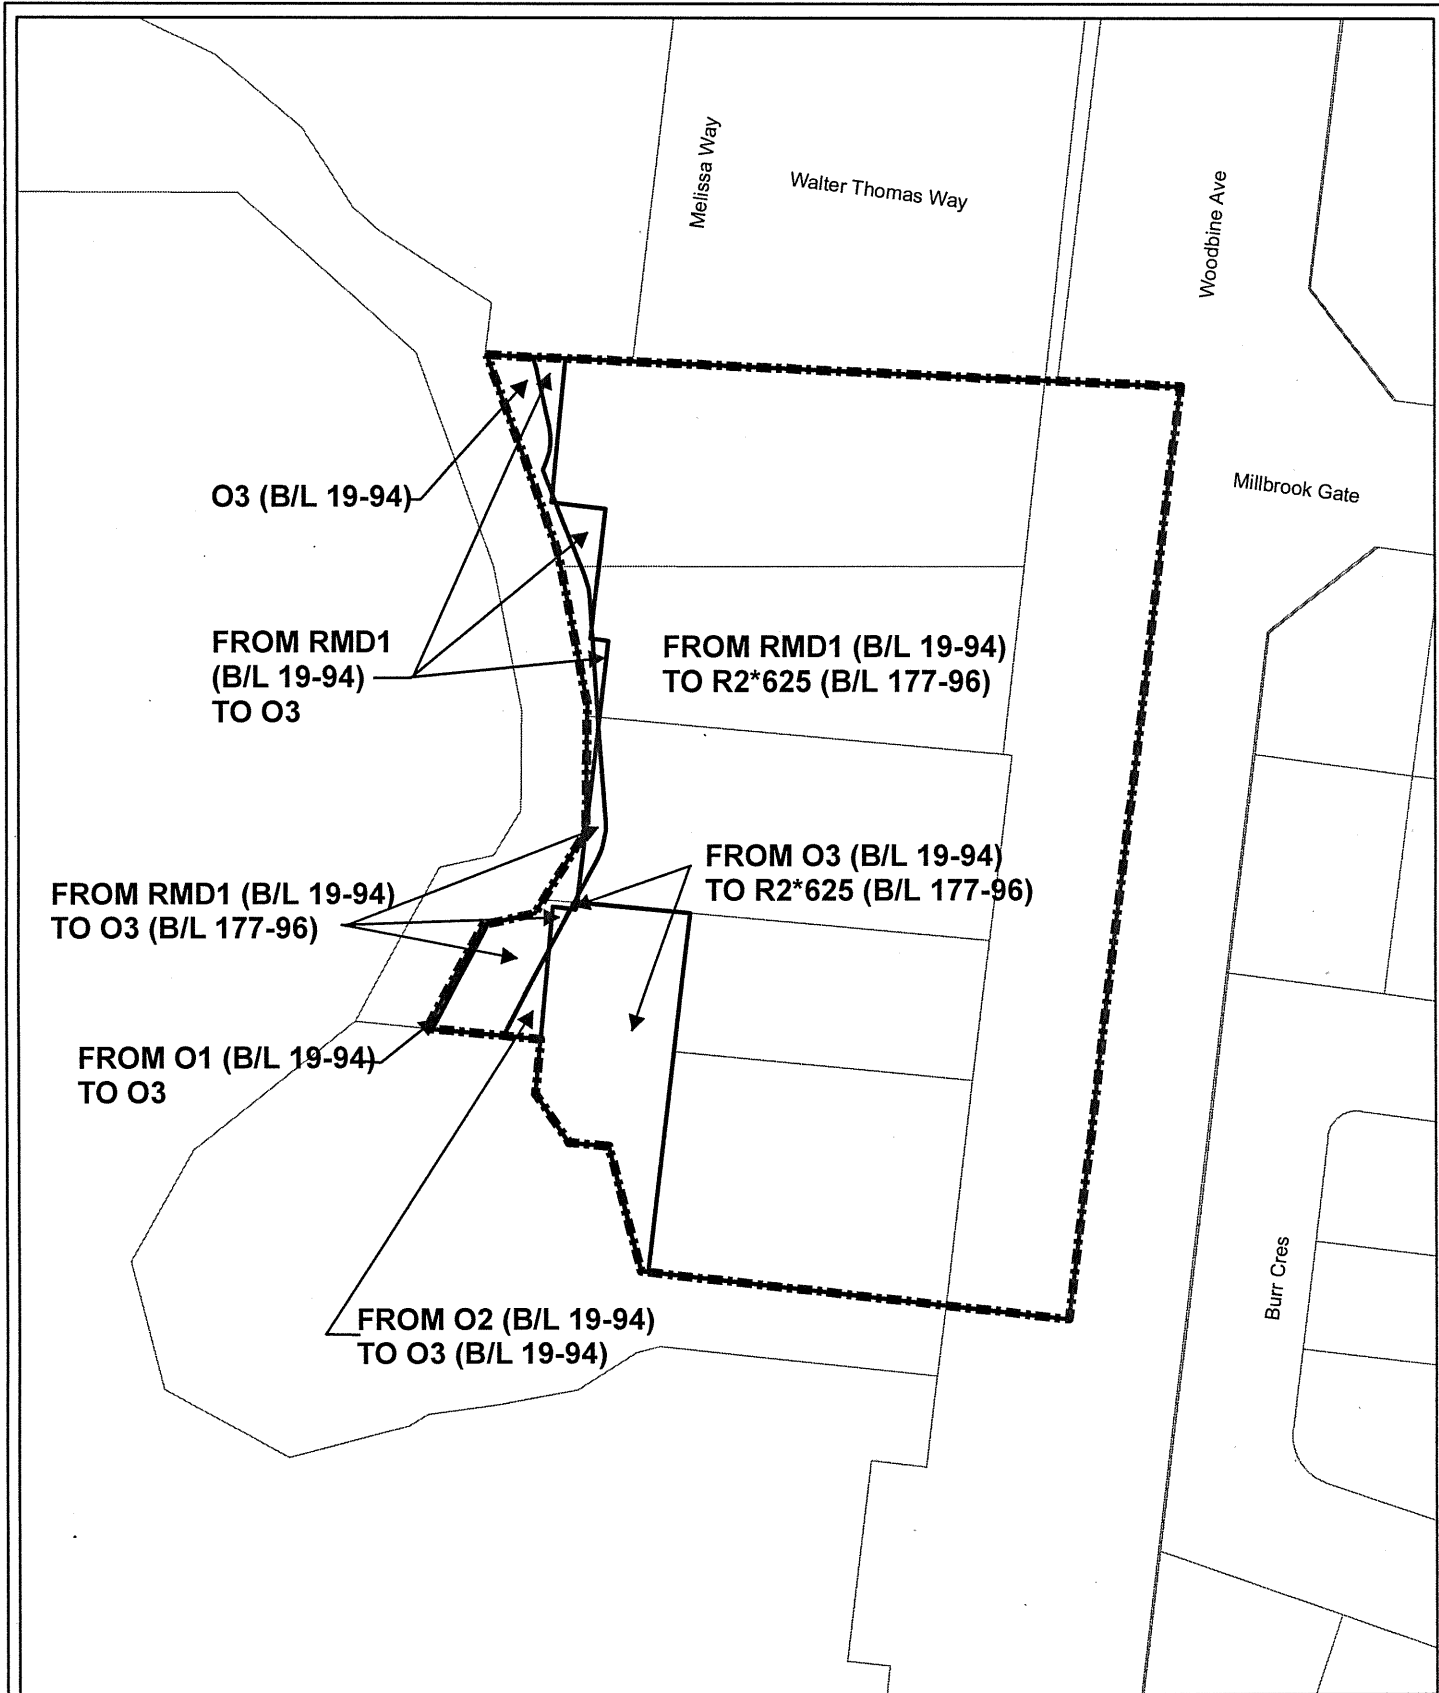 Melissa Way
Walter Thomas Way
Woodbine Ave
Millbrook Gate
O3 (B/L 19-94)
FROM RMD1
(B/L 19-94)
TO O3
FROM RMD1 (B/L 19-94)
TO R2*625 (B/L 177-96)
FROM O3 (B/L 19-94)
TO R2*625 (B/L 177-96)
FROM RMD1 (B/L 19-94)
TO O3 (B/L 177-96)
FROM O1 (B/L 19-94)
TO O3
FROM O2 (B/L 19-94)
TO O3 (B/L 19-94)
Burr Cres